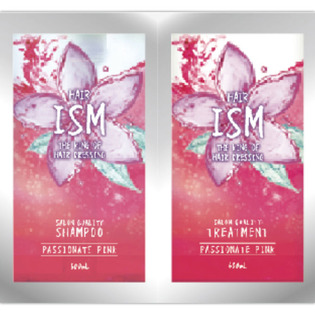 HAIR
ISM
THE KING OF
HAIR DRESSING
SALON QUALITY
SHAMPOO
PASSIONATE PINK
HAIR
ISM
THE KING OF
HAIR DRESSING
SALON QUALITY
TREATMENT
PASSIONATE PINK